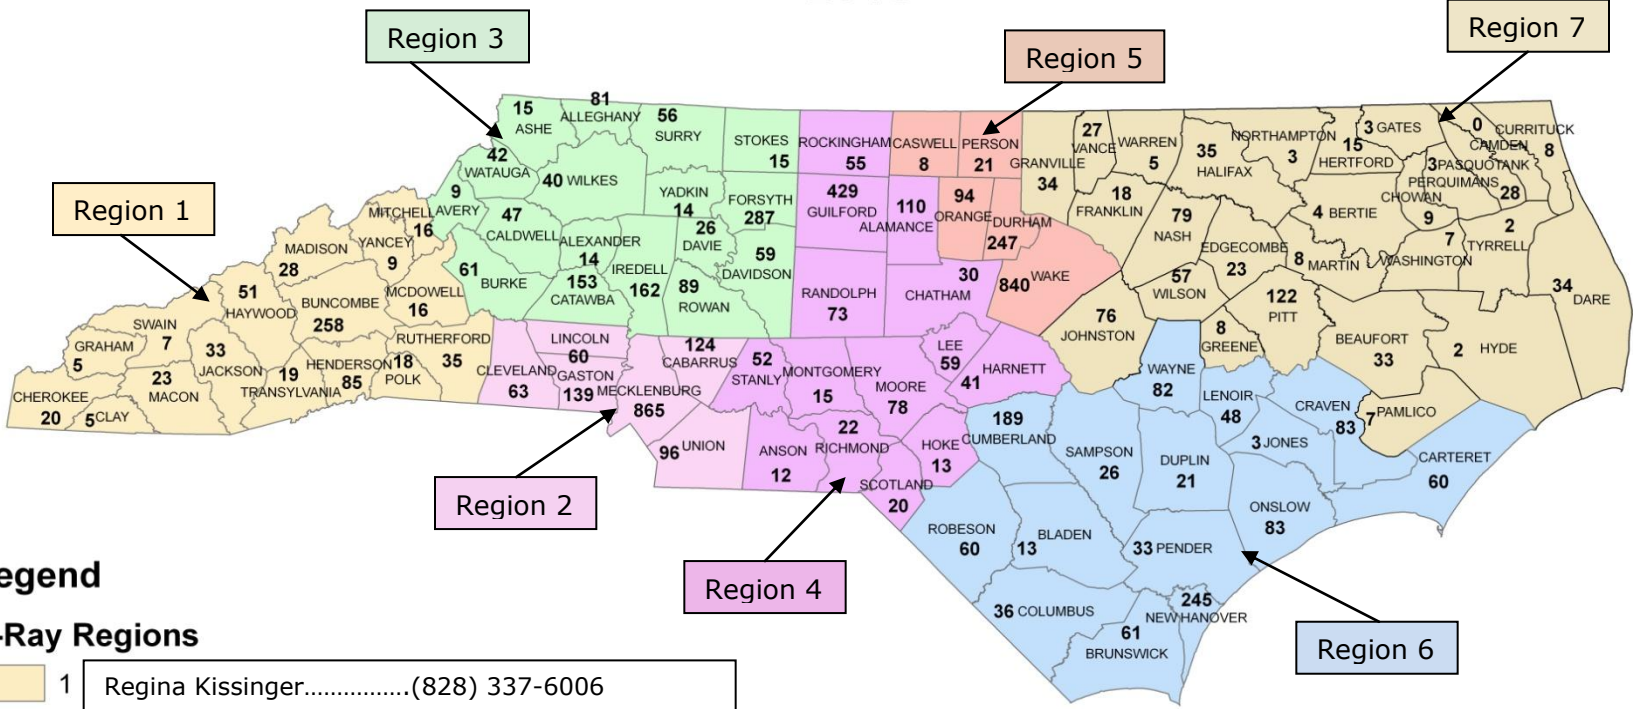 Region 7
Region 3
Region 5
Region 1
Region 2
Region 4
Region 6
15
ASHE
81
ALLEGHANY
56
SURRY
STOKES
15
ROCKINGHAM
55
CASWELL
8
PERSON
21
GRANVILLE
34
27
VANCE
WARREN
5
35
HALIFAX
NORTHAMPTON
3
3 GATES
15
HERTFORD
0
CAMDEN
CURRITUCK
8
3 PASQUOTANK
28
PERQUIMANS
CHOWAN
9
42
WATAUGA
40 WILKES
9
AVERY
47
CALDWELL
YADKIN
14
FORSYTH
287
26
DAVIE
59
DAVIDSON
ALEXANDER
14
IREDELL
162
61
BURKE
153
CATAWBA
89
ROWAN
429
GUILFORD
110
ALAMANCE
94
ORANGE
DURHAM
247
840 WAKE
RANDOLPH
73
30
CHATHAM
18
FRANKLIN
79
NASH
EDGECOMBE
23
4 BERTIE
8
MARTIN
7
WASHINGTON
2
TYRRELL
34
DARE
57
WILSON
122
PITT
76
JOHNSTON
8
GREENE
BEAUFORT
33
2 HYDE
7 PAMLICO
MITCHELL
16
YANCEY
9
MADISON
28
MCDOWELL
16
BUNCOMBE
258
51
HAYWOOD
SWAIN
7
GRAHAM
5
33
JACKSON
23
MACON
CHEROKEE
20
5 CLAY
19
TRANSYLVANIA
HENDERSON
85
18
POLK
RUTHERFORD
35
CLEVELAND
63
LINCOLN
60
GASTON
139
MECKLENBURG
865
124
CABARRUS
96 UNION
52
STANLY
MONTGOMERY
15
MOORE
78
LEE
59
41
HARNETT
ANSON
12
22
RICHMOND
HOKE
13
SCOTLAND
20
189
CUMBERLAND
WAYNE
82
LENOIR
48
CRAVEN
83
3 JONES
CARTERET
60
SAMPSON
26
DUPLIN
21
ONSLOW
83
ROBESON
60
BLADEN
13
33 PENDER
36 COLUMBUS
245
NEW HANOVER
61
BRUNSWICK
egend
-Ray Regions
1 Regina Kissinger……………(828) 337-6006